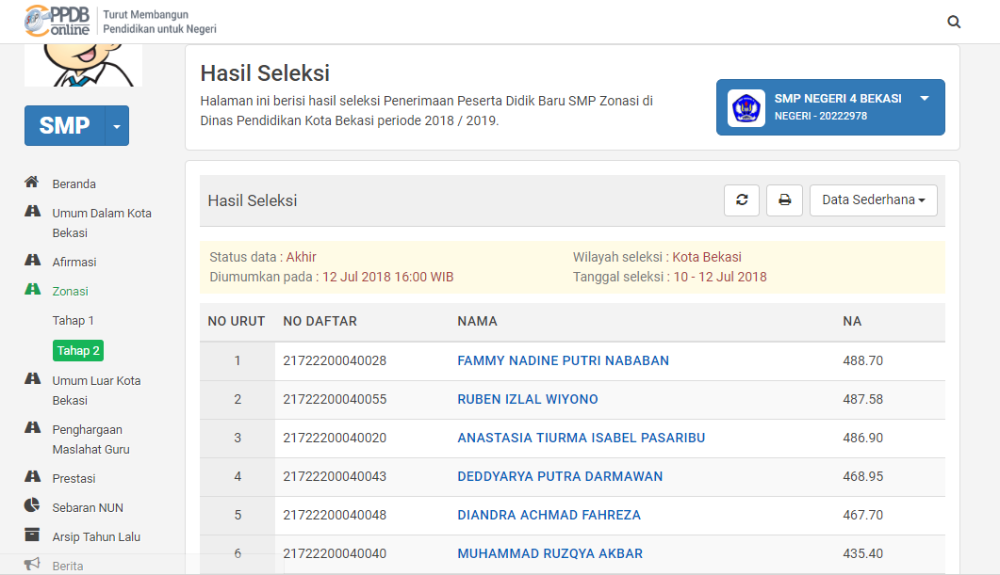 PPDB online
Turut Membangun
Pendidikan untuk Negeri
SMP
Beranda
Umum Dalam Kota
Bekasi
Afirmasi
Zonasi
Tahap 1
Tahap 2
Umum Luar Kota
Bekasi
Penghargaan
Maslahat Guru
Prestasi
Sebaran NUN
Arsip Tahun Lalu
Berita
Hasil Seleksi
Halaman ini berisi hasil seleksi Penerimaan Peserta Didik Baru SMP Zonasi di
Dinas Pendidikan Kota Bekasi periode 2018 / 2019.
SMP NEGERI 4 BEKASI
NEGERI - 20222978
Hasil Seleksi
Data Sederhana
Status data : Akhir
Wilayah seleksi : Kota Bekasi
Diumumkan pada : 12 Jul 2018 16:00 WIB
Tanggal seleksi : 10 - 12 Jul 2018
NO URUT NO DAFTAR NAMA NA
1 21722200040028 FAMMY NADINE PUTRI NABABAN 488.70
2 21722200040055 RUBEN IZLAL WIYONO 487.58
3 21722200040020 ANASTASIA TIURMA ISABEL PASARIBU 486.90
4 21722200040043 DEDDYARYA PUTRA DARMAWAN 468.95
5 21722200040048 DIANDRA ACHMAD FAHREZA 467.70
6 21722200040040 MUHAMMAD RUZQYA AKBAR 435.40